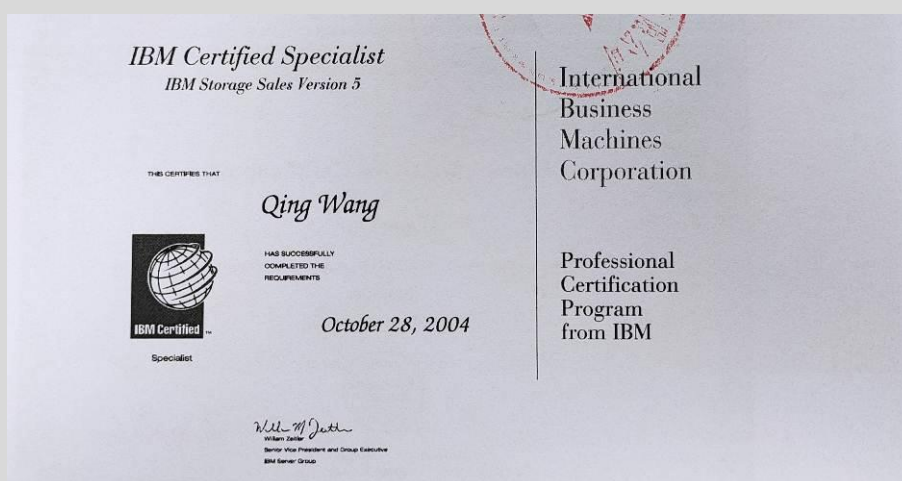 IBM Certified Specialist
IBM Storage Sales Version 5
THIS CERTIFIES THAT
Qing Wang
HAS SUCCESSFULLY
COMPLETED THE
REQUIREMENTS
October 28, 2004
IBM Certified TM
Specialist
William Zeitler
Senior Vice President and Group Executive
IBM Server Group
International
Business
Machines
Corporation
Professional
Certification
Program
from IBM